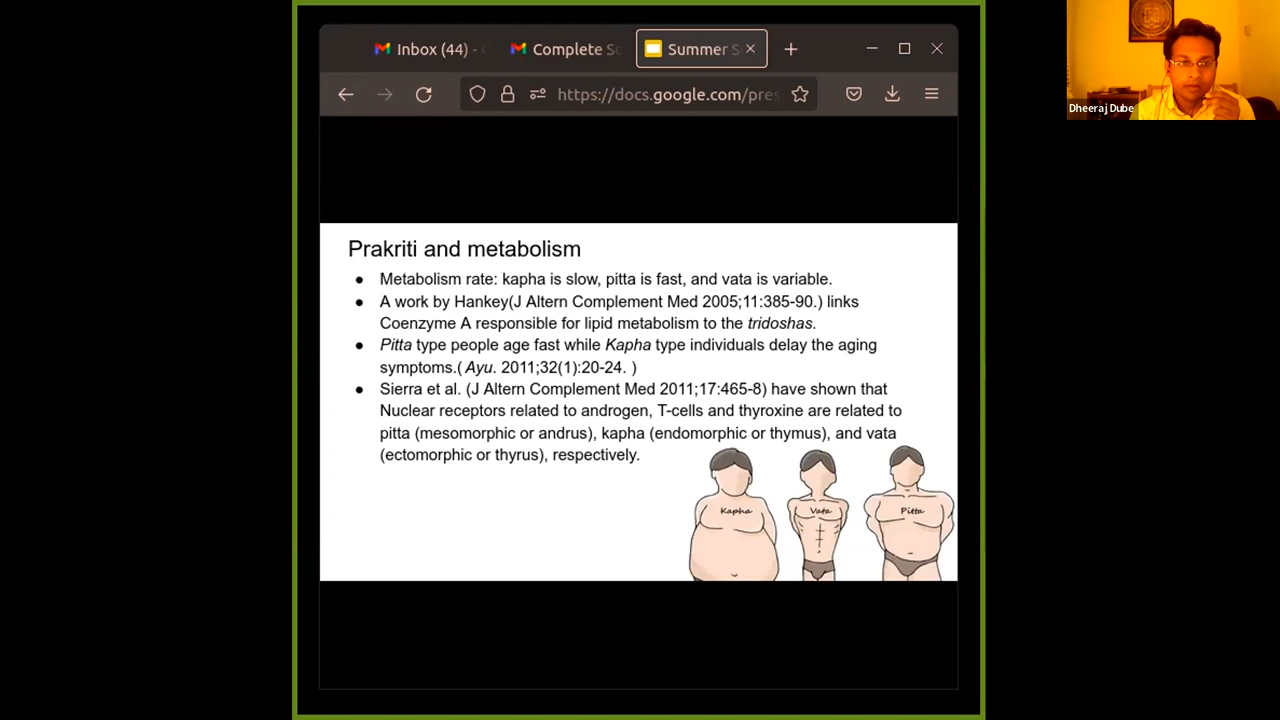 Inbox (44) -
Complete Sc
Summer S
https://docs.google.com/pres
Dheeraj Dube
Prakriti and metabolism
● Metabolism rate: kapha is slow, pitta is fast, and vata is variable.
● A work by Hankey(J Altern Complement Med 2005;11:385-90.) links
Coenzyme A responsible for lipid metabolism to the tridoshas.
● Pitta type people age fast while Kapha type individuals delay the aging
symptoms.( Ayu. 2011;32(1):20-24. )
● Sierra et al. (J Altern Complement Med 2011;17:465-8) have shown that
Nuclear receptors related to androgen, T-cells and thyroxine are related to
pitta (mesomorphic or andrus), kapha (endomorphic or thymus), and vata
(ectomorphic or thyrus), respectively.
Kapha
Vata
Pitta